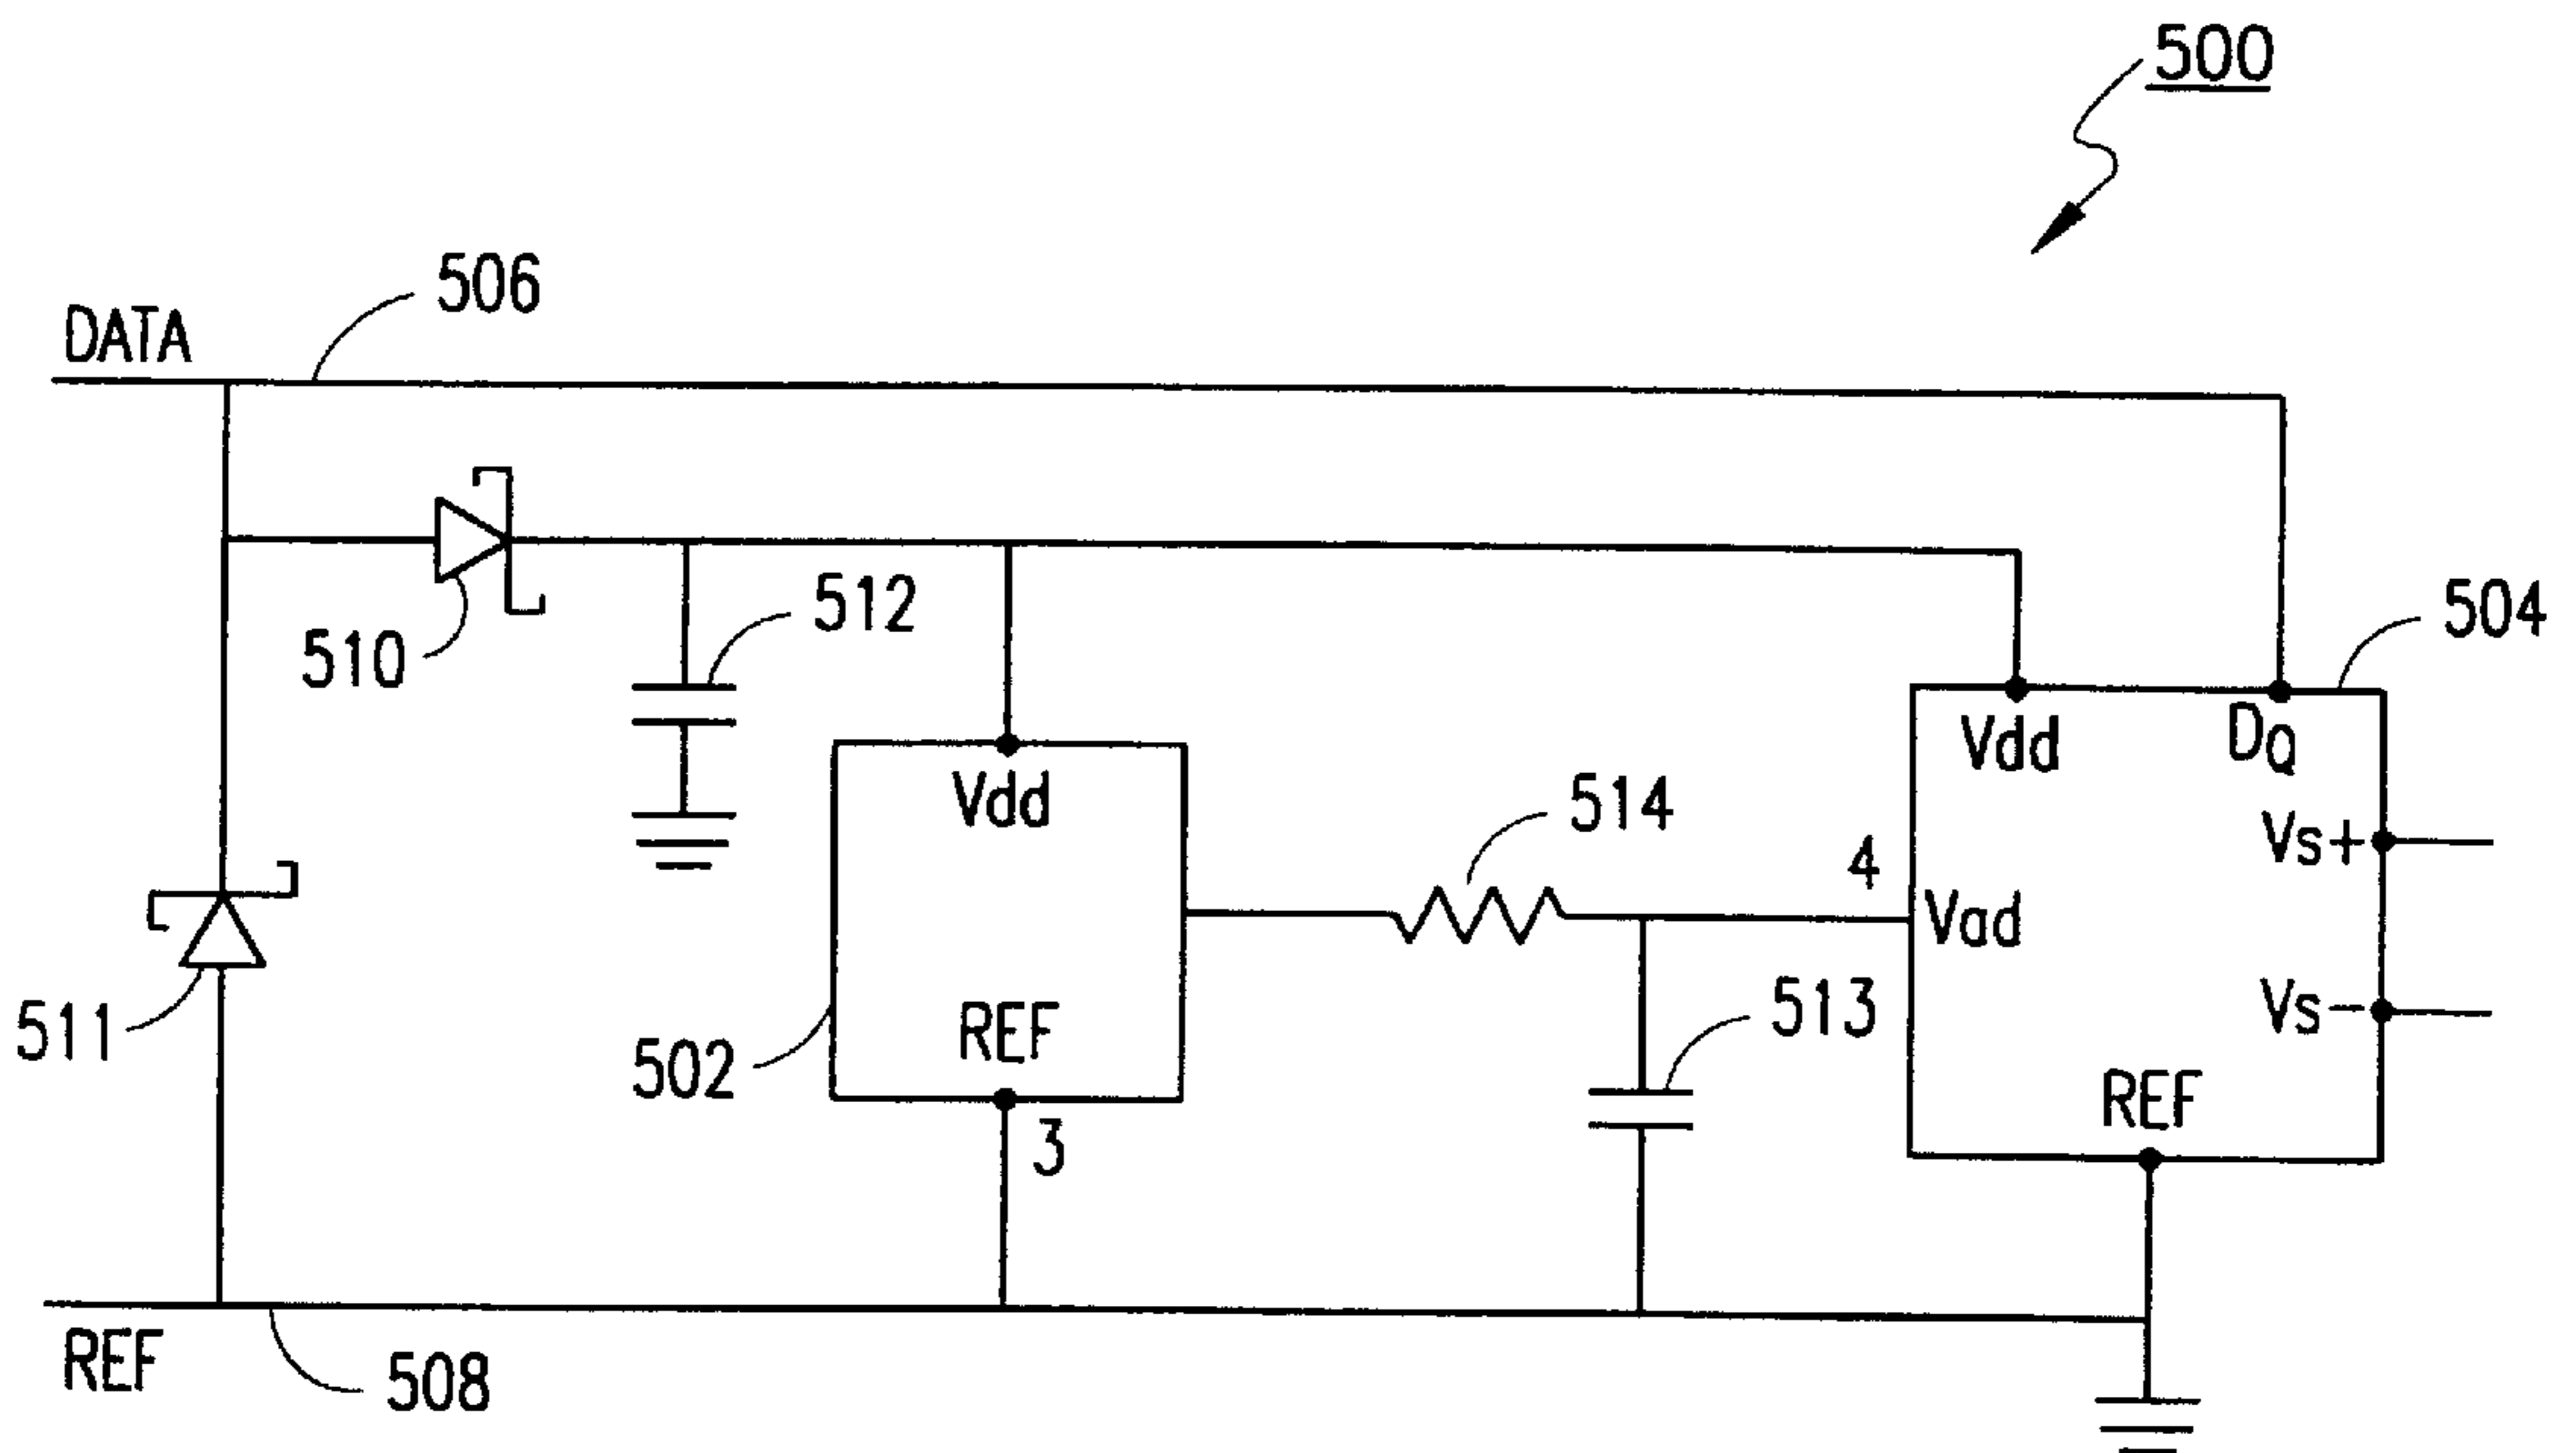 500
506
DATA
512
510
504
Vdd
DQ
Vdd
514
Vs+
4
Vad
513
511
REF
Vs-
502
REF
3
REF
508